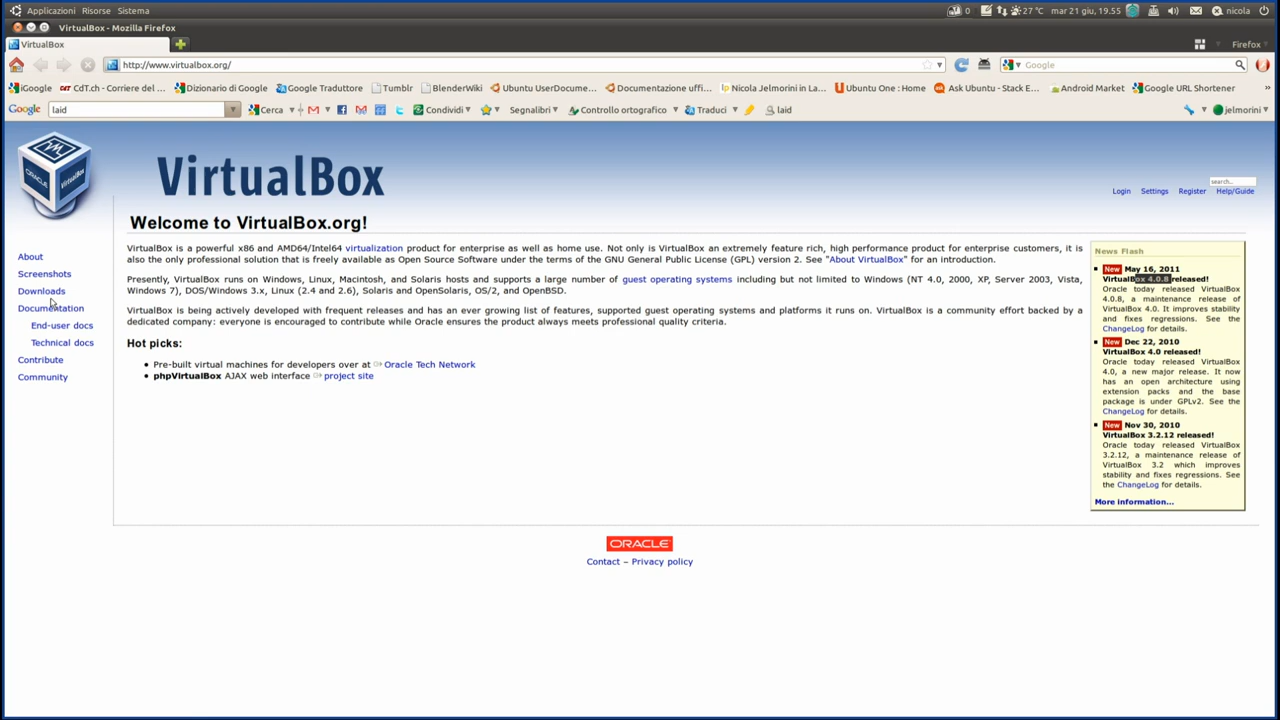 Applicazioni Risorse Sistema
0 27 °C mar 21 giu, 19.55 nicola
VirtualBox - Mozilla Firefox
VirtualBox
Firefox
http://www.virtualbox.org/
Google
iGoogle CdT.ch - Corriere del ... Dizionario di Google Google Traduttore Tumblr BlenderWiki Ubuntu UserDocume... Documentazione uffi... Nicola Jelmorini in La... Ubuntu One : Home Ask Ubuntu - Stack E... Android Market Google URL Shortener »
Google laid Cerca Condividi Segnalibri Controllo ortografico Traduci laid jelmorini
ORACLE VirtualBox
VirtualBox
search...
Login Settings Register Help/Guide
Welcome to VirtualBox.org!
About
Screenshots
Downloads
Documentation
End-user docs
Technical docs
Contribute
Community
VirtualBox is a powerful x86 and AMD64/Intel64 virtualization product for enterprise as well as home use. Not only is VirtualBox an extremely feature rich, high performance product for enterprise customers, it is
also the only professional solution that is freely available as Open Source Software under the terms of the GNU General Public License (GPL) version 2. See "About VirtualBox" for an introduction.
Presently, VirtualBox runs on Windows, Linux, Macintosh, and Solaris hosts and supports a large number of guest operating systems including but not limited to Windows (NT 4.0, 2000, XP, Server 2003, Vista,
Windows 7), DOS/Windows 3.x, Linux (2.4 and 2.6), Solaris and OpenSolaris, OS/2, and OpenBSD.
VirtualBox is being actively developed with frequent releases and has an ever growing list of features, supported guest operating systems and platforms it runs on. VirtualBox is a community effort backed by a
dedicated company: everyone is encouraged to contribute while Oracle ensures the product always meets professional quality criteria.
Hot picks:
Pre-built virtual machines for developers over at Oracle Tech Network
phpVirtualBox AJAX web interface project site
News Flash
New May 16, 2011
VirtualBox 4.0.8 released!
Oracle today released VirtualBox
4.0.8, a maintenance release of
VirtualBox 4.0. It improves stability
and fixes regressions. See the
ChangeLog for details.
New Dec 22, 2010
VirtualBox 4.0 released!
Oracle today released VirtualBox
4.0, a new major release. It now
has an open architecture using
extension packs and the base
package is under GPLv2. See the
ChangeLog for details.
New Nov 30, 2010
VirtualBox 3.2.12 released!
Oracle today released VirtualBox
3.2.12, a maintenance release of
VirtualBox 3.2 which improves
stability and fixes regressions. See
the ChangeLog for details.
More information...
ORACLE
Contact – Privacy policy